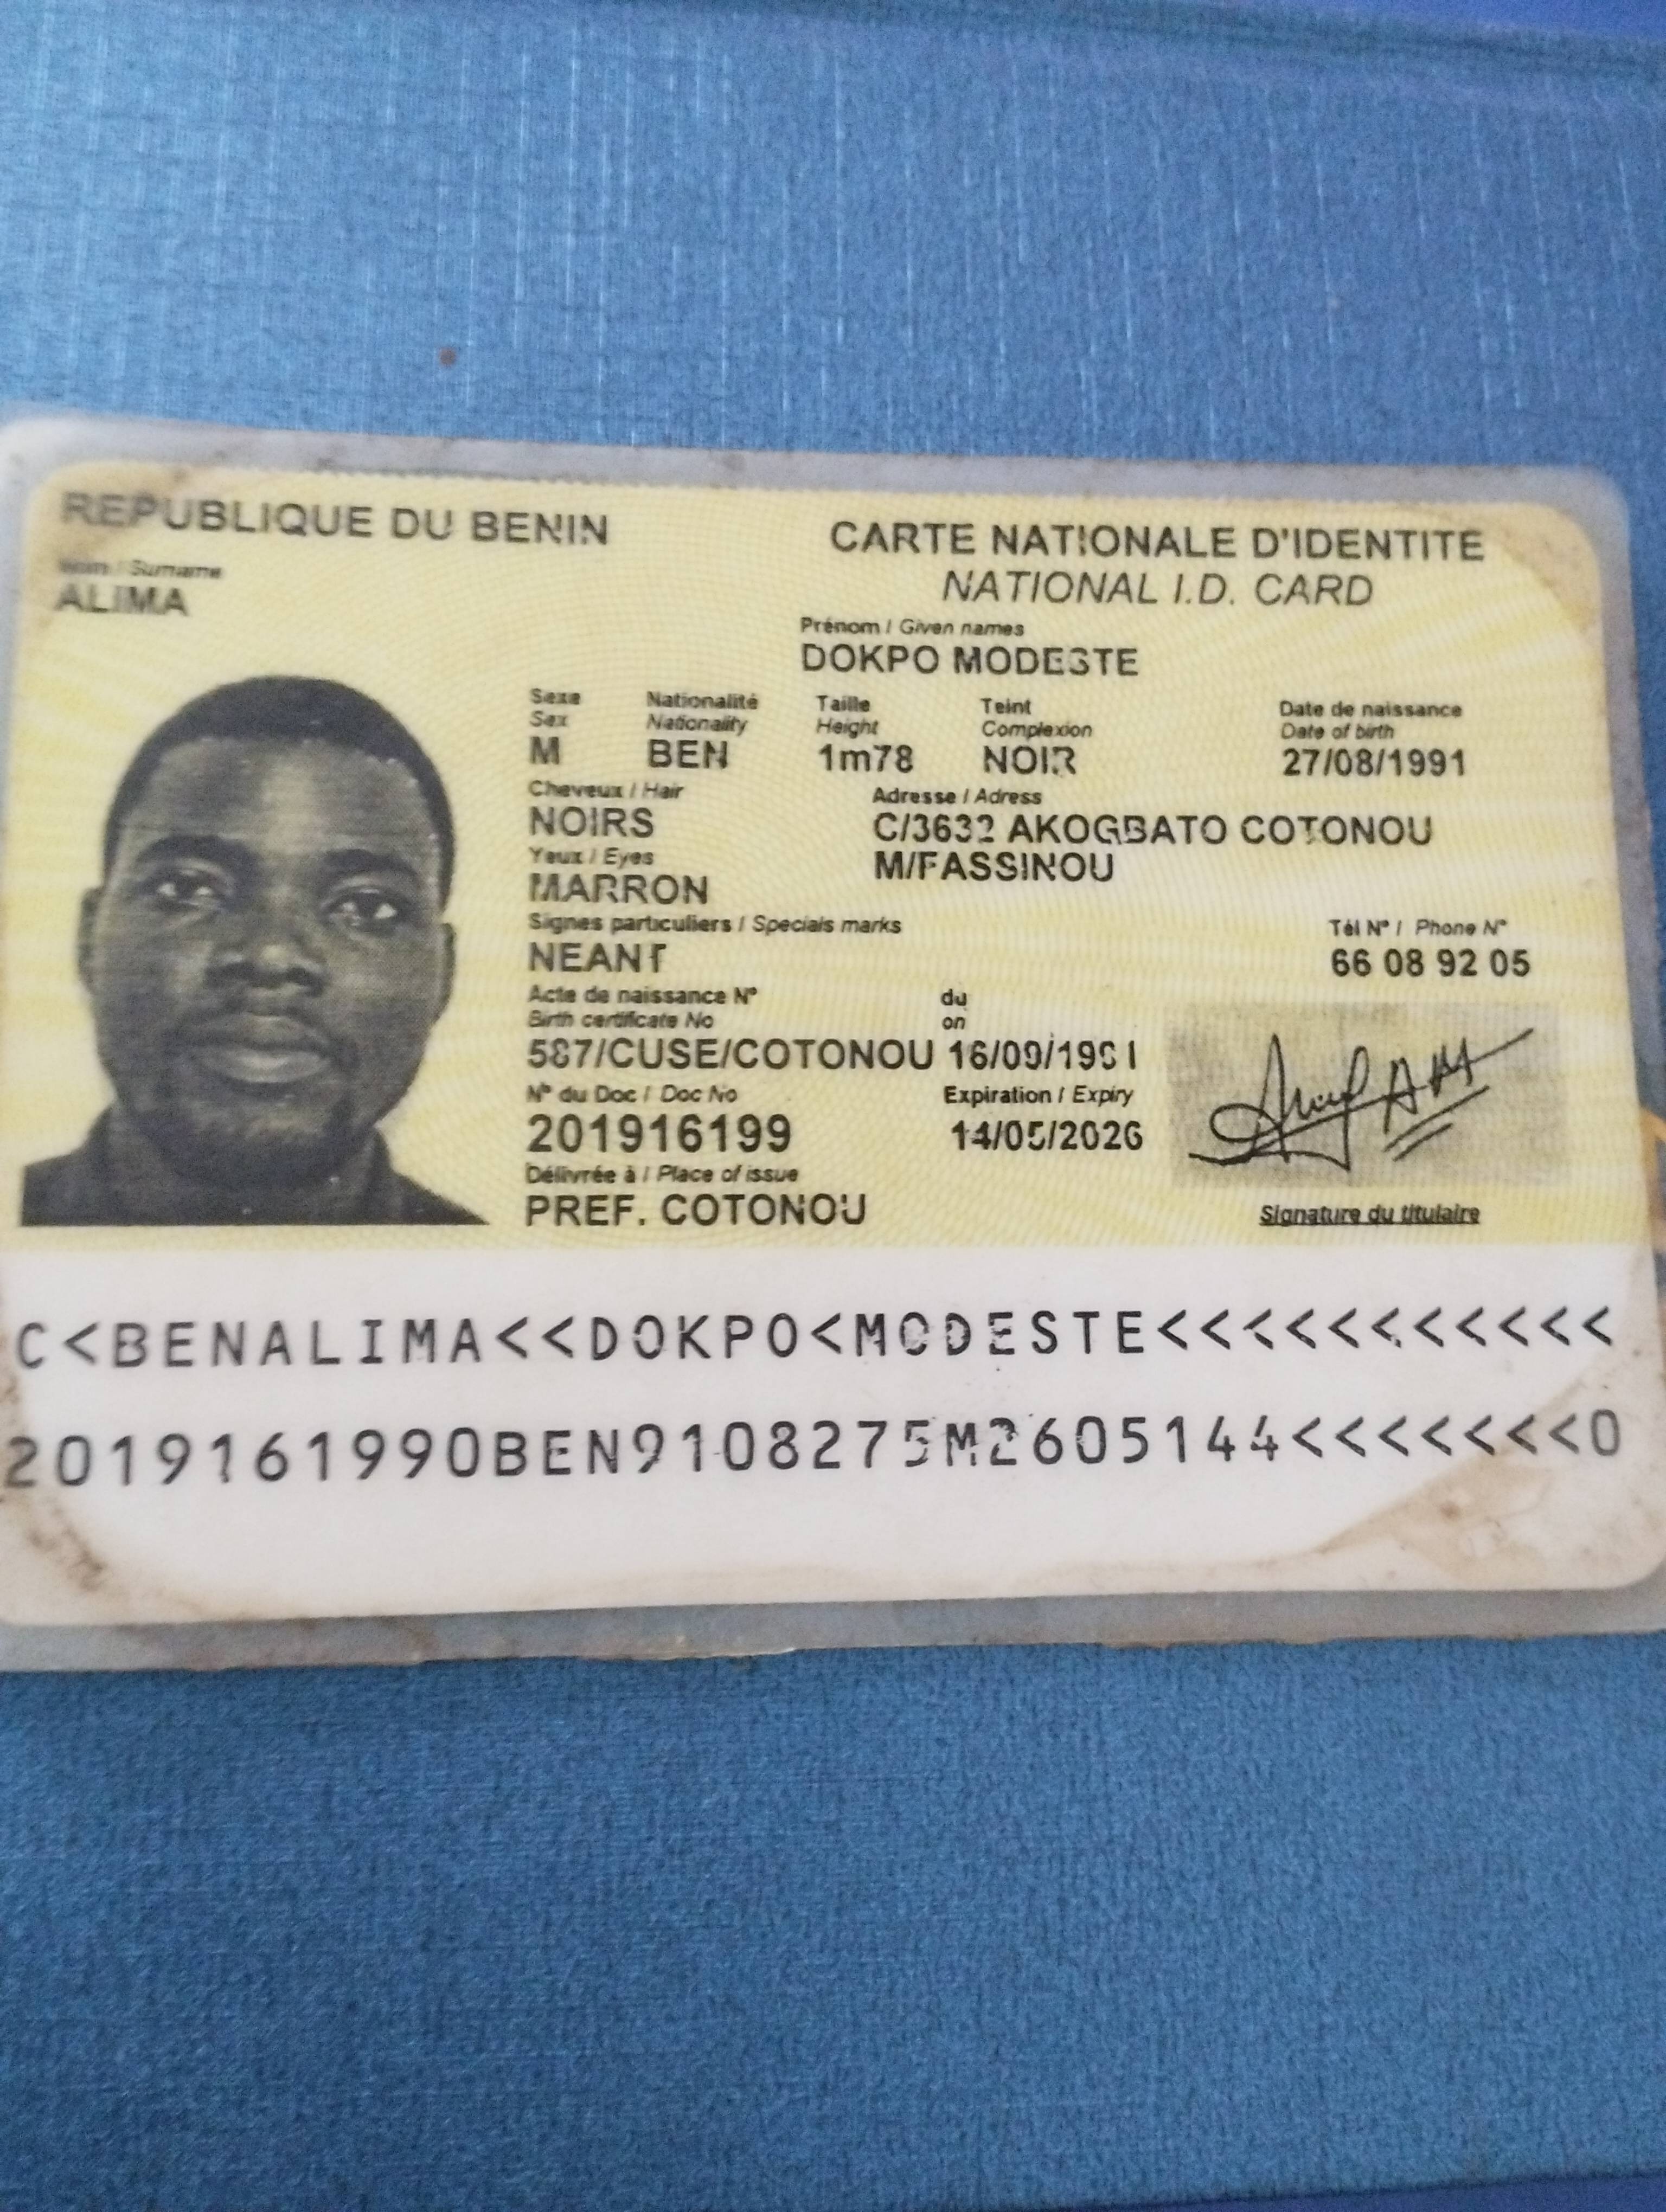 REPUBLIQUE DU BENIN
CARTE NATIONALE D'IDENTITE
NATIONAL I.D. CARD
Nom / Surname
ALIMA
Prénom / Given names
DOKPO MODESTE
Sexe Nationalité Taille Teint Date de naissance
Sex Nationality Height Complexion Date of birth
M BEN 1m78 NOIR 27/08/1991
Cheveux / Hair Adresse / Adress
NOIRS C/3632 AKOGBATO COTONOU
Yeux / Eyes M/FASSINOU
MARRON
Signes particuliers / Specials marks Tél N° / Phone N°
NEANT 66 08 92 05
Acte de naissance N° du
Birth certificate No on
587/CUSE/COTONOU 16/09/1991
N° du Doc / Doc No Expiration / Expiry
201916199 14/05/2026
Délivrée à / Place of issue
PREF. COTONOU Signature du titulaire
C<BENALIMA<<DOKPO<MODESTE<<<<<<<<<<<
2019161990BEN9108275M2605144<<<<<<<0